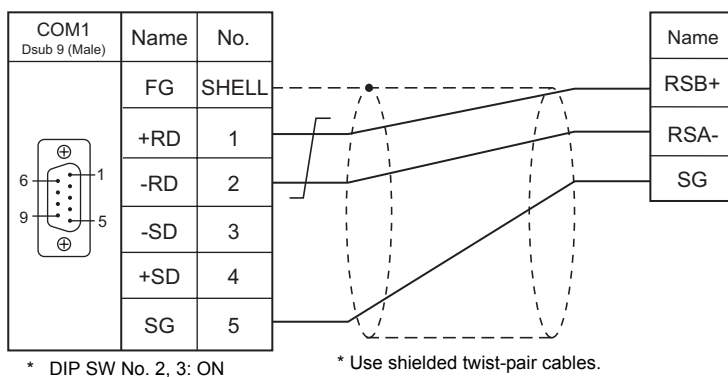 COM1
Dsub 9 (Male)
Name No.
Name
FG SHELL
RSB+
+RD 1
RSA-
-RD 2
SG
-SD 3
+SD 4
SG 5
6
1
9
5
* DIP SW No. 2, 3: ON
* Use shielded twist-pair cables.